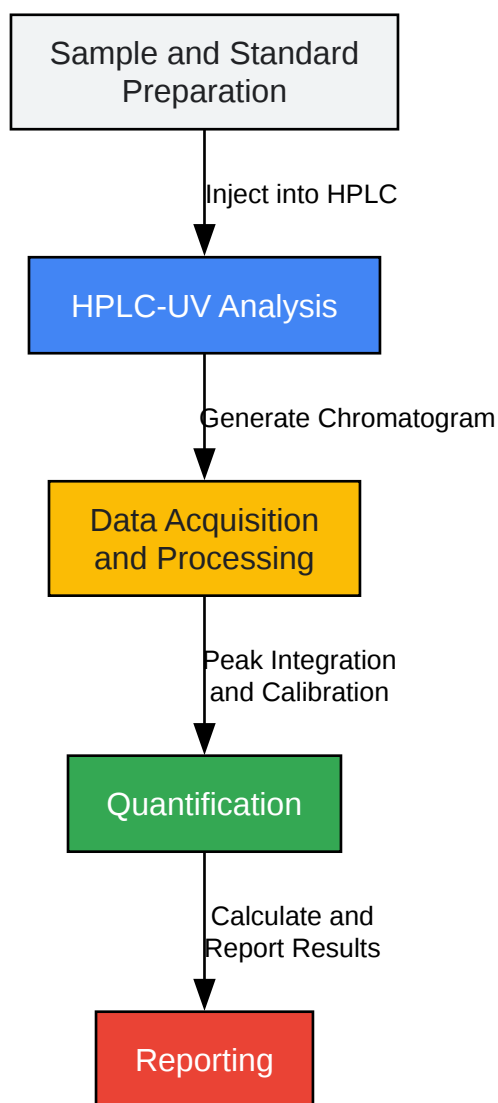 Sample and Standard
Preparation
Inject into HPLC
HPLC-UV Analysis
Generate Chromatogram
Data Acquisition
and Processing
Peak Integration
and Calibration
Quantification
Calculate and
Report Results
Reporting